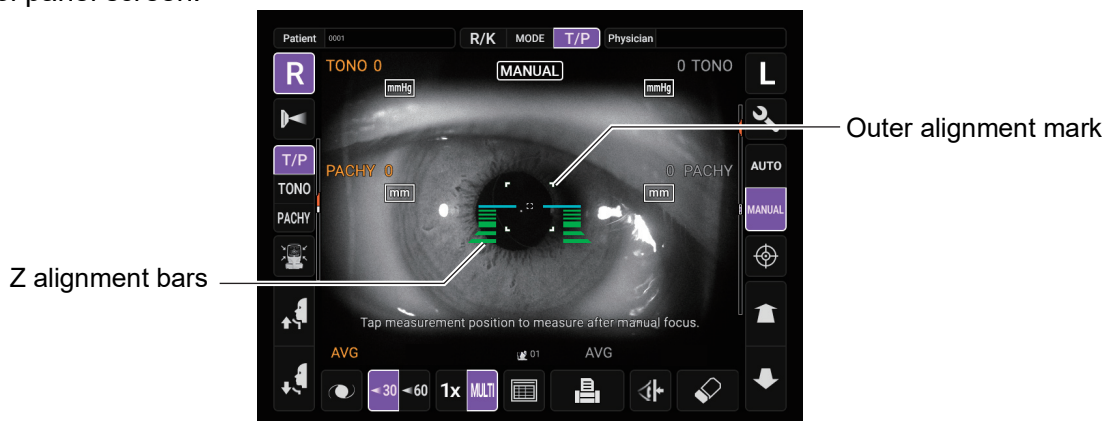 Patient 0001 R/K MODE T/P Physician
R TONO 0 MANUAL 0 TONO L
mmHg mmHg
Outer alignment mark
T/P PACHY 0 0 PACHY AUTO
TONO mm mm
PACHY MANUAL
Z alignment bars
Tap measurement position to measure after manual focus.
AVG 01 AVG
30 60 1x MULTI